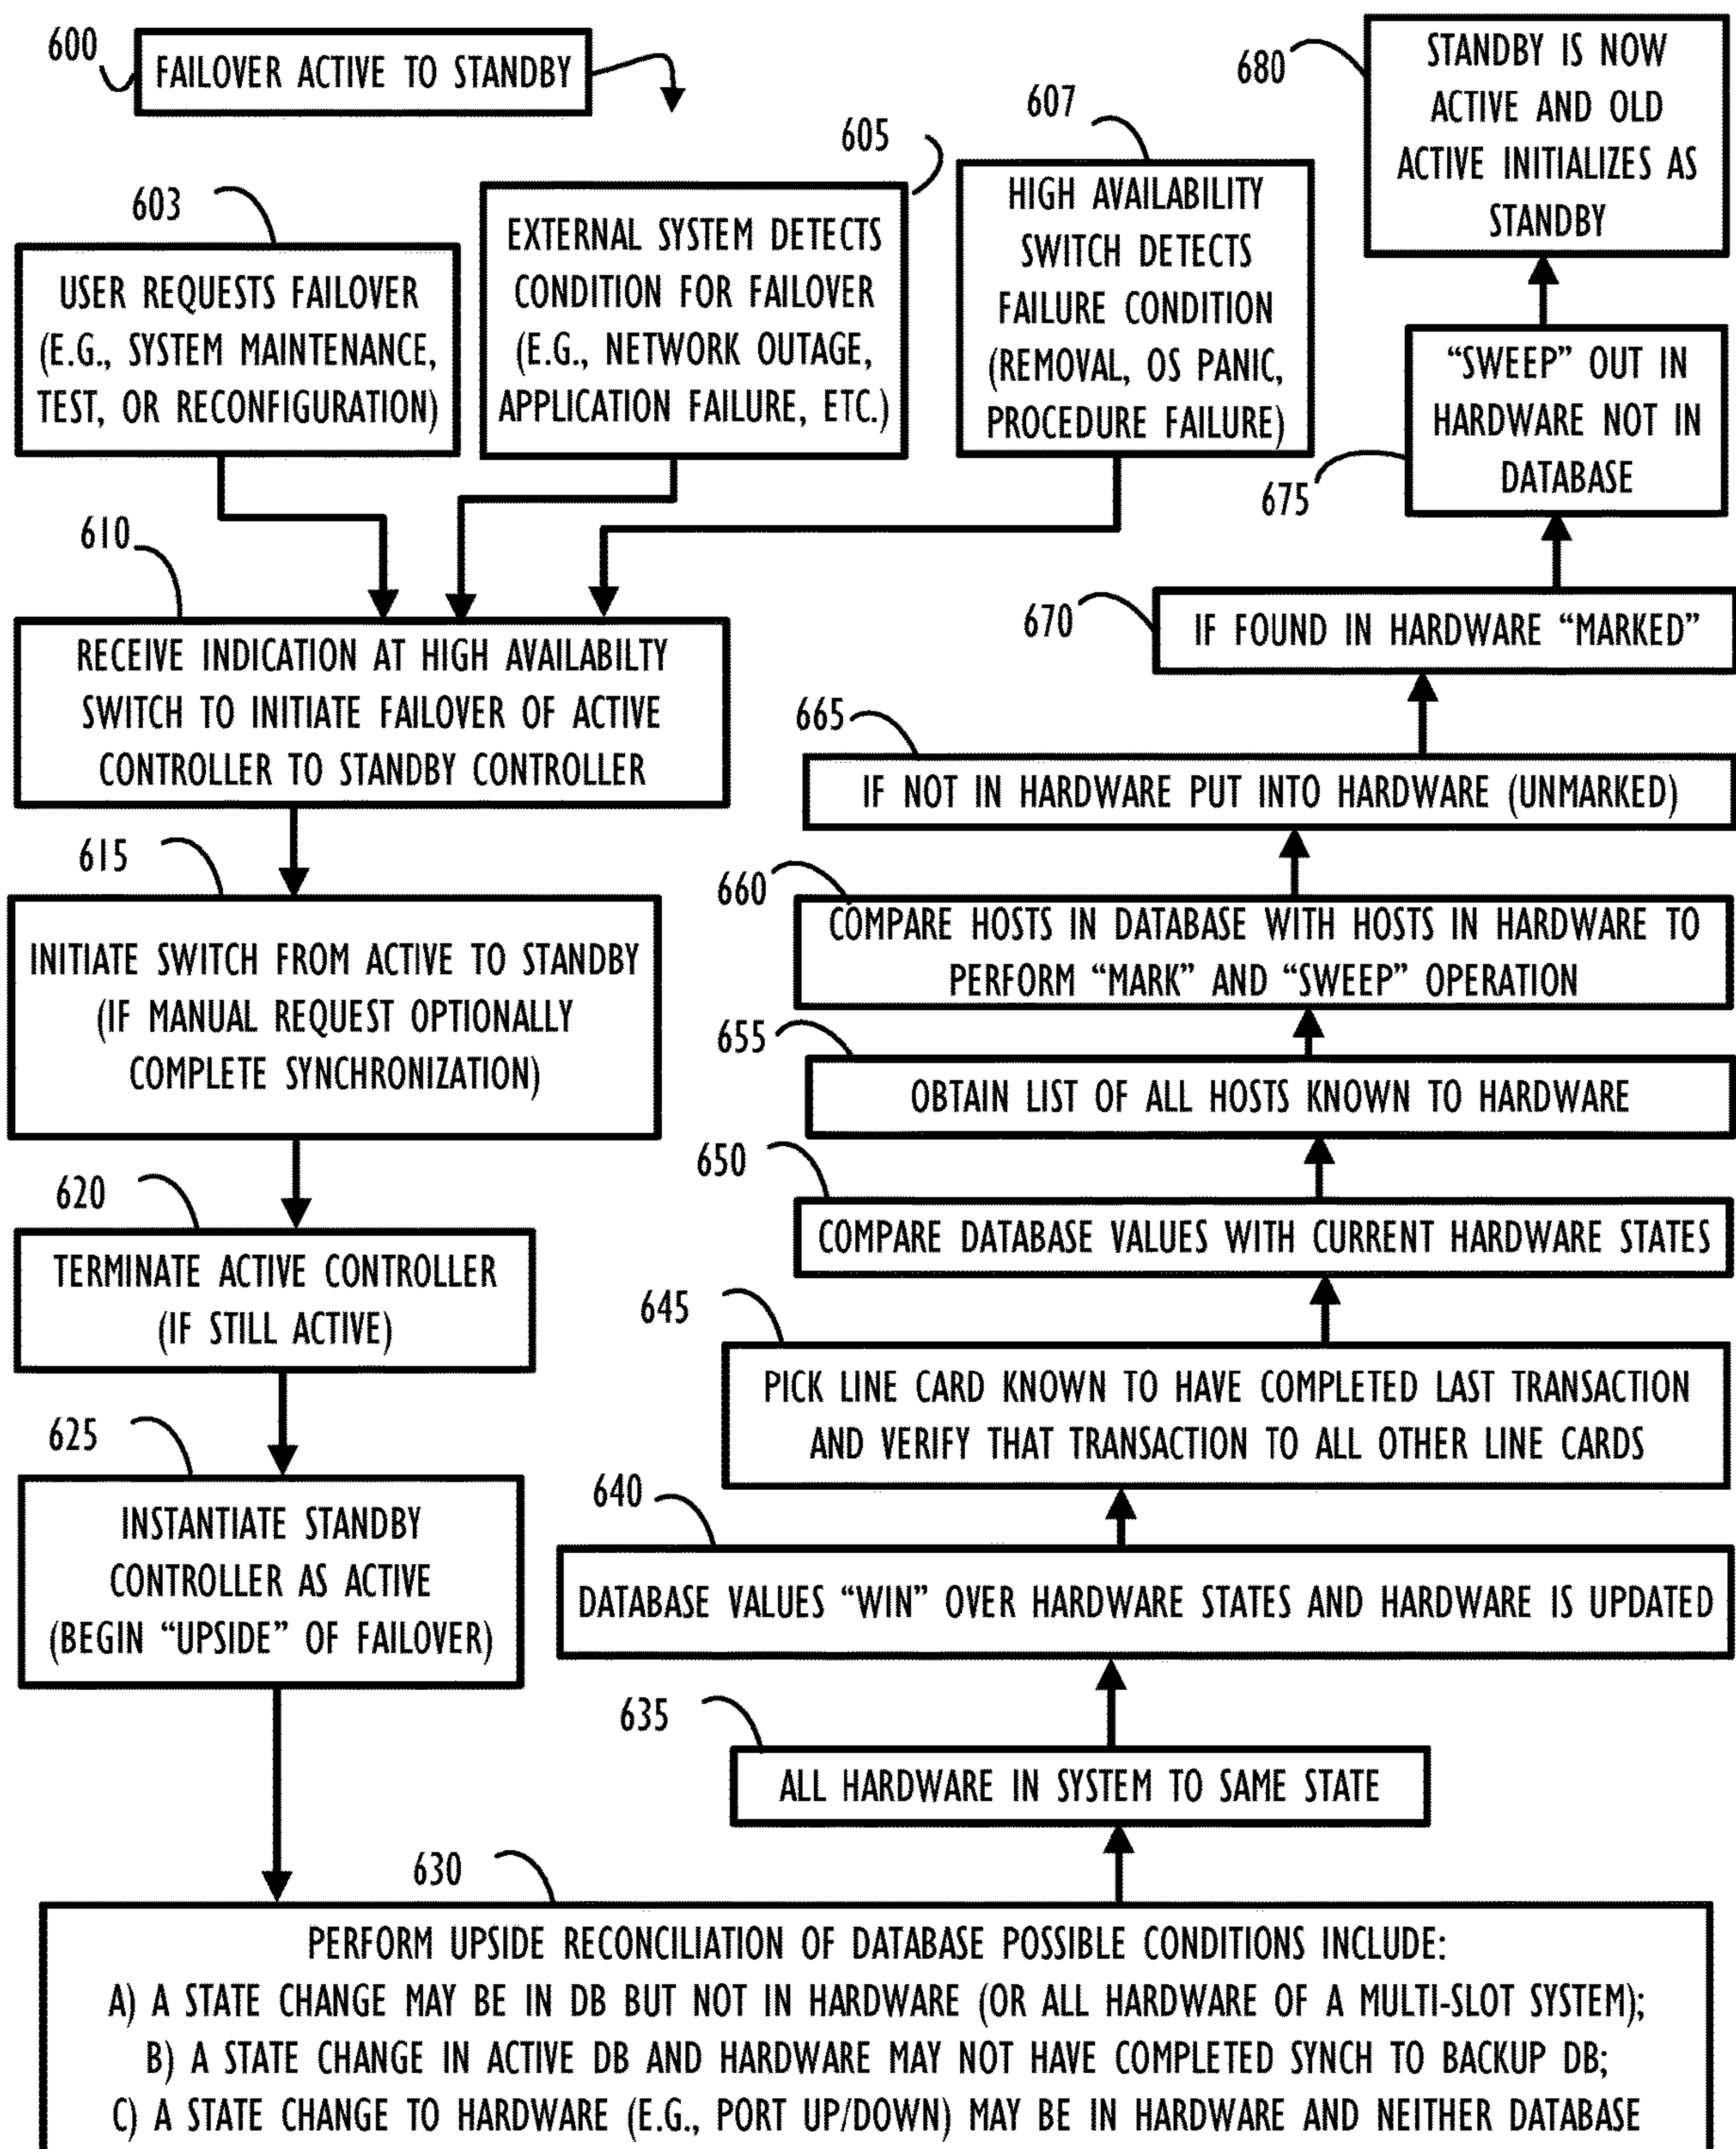 600
FAILOVER ACTIVE TO STANDBY
603
USER REQUESTS FAILOVER
(E.G., SYSTEM MAINTENANCE,
TEST, OR RECONFIGURATION)
605
EXTERNAL SYSTEM DETECTS
CONDITION FOR FAILOVER
(E.G., NETWORK OUTAGE,
APPLICATION FAILURE, ETC.)
607
HIGH AVAILABILITY
SWITCH DETECTS
FAILURE CONDITION
(REMOVAL, OS PANIC,
PROCEDURE FAILURE)
610
RECEIVE INDICATION AT HIGH AVAILABILTY
SWITCH TO INITIATE FAILOVER OF ACTIVE
CONTROLLER TO STANDBY CONTROLLER
615
INITIATE SWITCH FROM ACTIVE TO STANDBY
(IF MANUAL REQUEST OPTIONALLY
COMPLETE SYNCHRONIZATION)
620
TERMINATE ACTIVE CONTROLLER
(IF STILL ACTIVE)
625
INSTANTIATE STANDBY
CONTROLLER AS ACTIVE
(BEGIN “UPSIDE” OF FAILOVER)
630
PERFORM UPSIDE RECONCILIATION OF DATABASE POSSIBLE CONDITIONS INCLUDE:
A) A STATE CHANGE MAY BE IN DB BUT NOT IN HARDWARE (OR ALL HARDWARE OF A MULTI-SLOT SYSTEM);
B) A STATE CHANGE IN ACTIVE DB AND HARDWARE MAY NOT HAVE COMPLETED SYNCH TO BACKUP DB;
C) A STATE CHANGE TO HARDWARE (E.G., PORT UP/DOWN) MAY BE IN HARDWARE AND NEITHER DATABASE
635
ALL HARDWARE IN SYSTEM TO SAME STATE
640
DATABASE VALUES “WIN” OVER HARDWARE STATES AND HARDWARE IS UPDATED
645
PICK LINE CARD KNOWN TO HAVE COMPLETED LAST TRANSACTION
AND VERIFY THAT TRANSACTION TO ALL OTHER LINE CARDS
650
COMPARE DATABASE VALUES WITH CURRENT HARDWARE STATES
655
OBTAIN LIST OF ALL HOSTS KNOWN TO HARDWARE
660
COMPARE HOSTS IN DATABASE WITH HOSTS IN HARDWARE TO
PERFORM “MARK” AND “SWEEP” OPERATION
665
IF NOT IN HARDWARE PUT INTO HARDWARE (UNMARKED)
670
IF FOUND IN HARDWARE “MARKED”
675
“SWEEP” OUT IN
HARDWARE NOT IN
DATABASE
680
STANDBY IS NOW
ACTIVE AND OLD
ACTIVE INITIALIZES AS
STANDBY